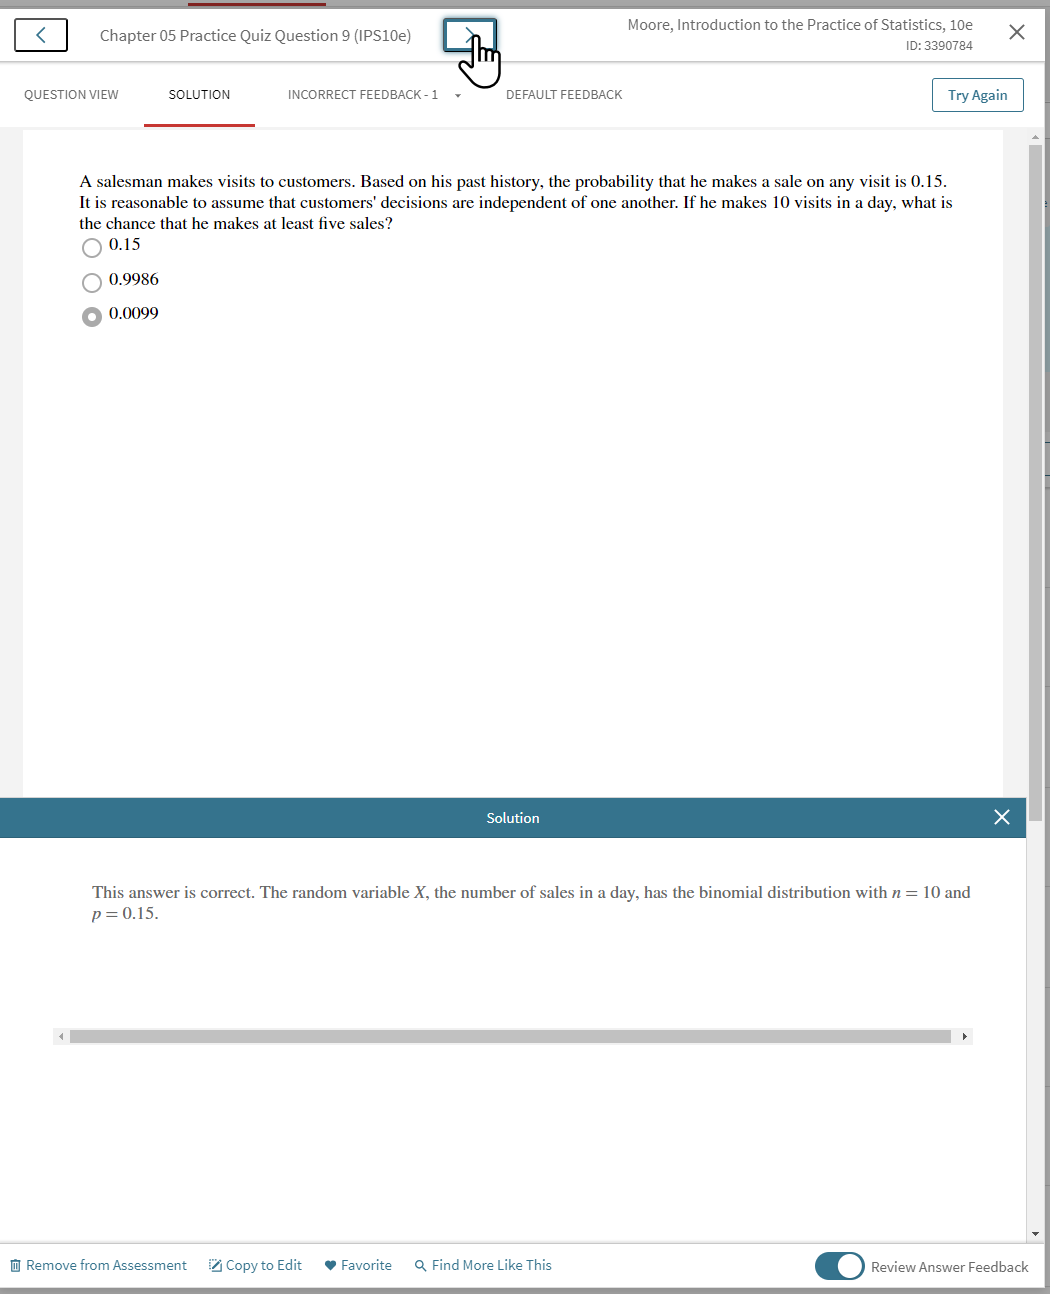 Chapter 05 Practice Quiz Question 9 (IPS10e)
Moore, Introduction to the Practice of Statistics, 10e
ID: 3390784
QUESTION VIEW
SOLUTION
INCORRECT FEEDBACK - 1
DEFAULT FEEDBACK
Try Again
A salesman makes visits to customers. Based on his past history, the probability that he makes a sale on any visit is 0.15.
It is reasonable to assume that customers' decisions are independent of one another. If he makes 10 visits in a day, what is
the chance that he makes at least five sales?
0.15
0.9986
0.0099
Solution
This answer is correct. The random variable X, the number of sales in a day, has the binomial distribution with n = 10 and
p = 0.15.
Remove from Assessment
Copy to Edit
Favorite
Find More Like This
Review Answer Feedback